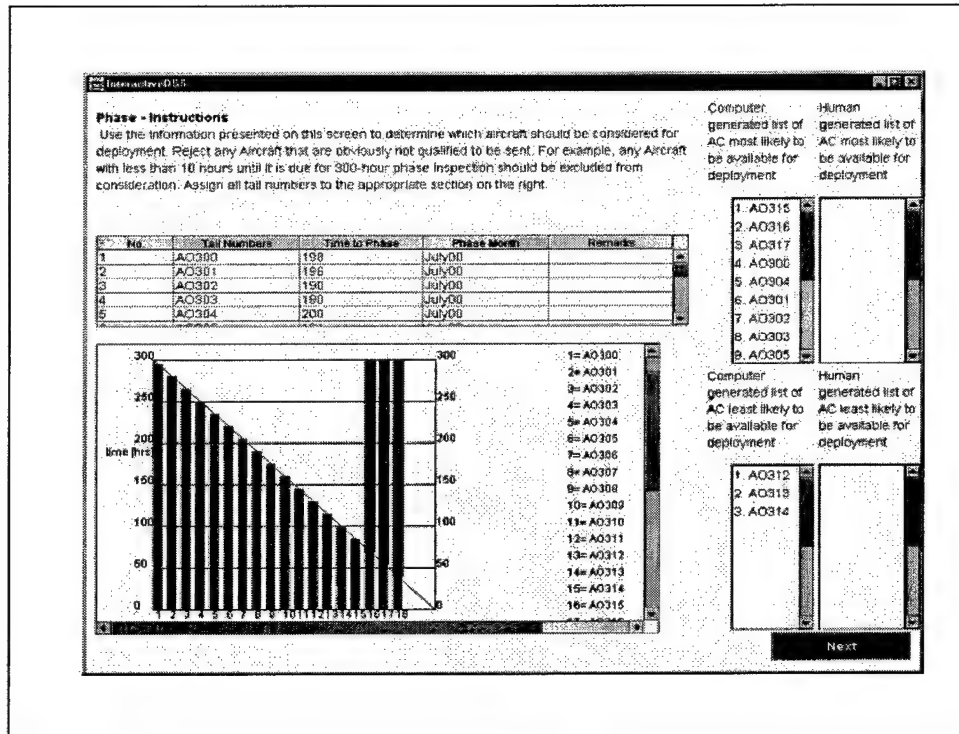 InteractiveDSS
Phase - Instructions
Use the information presented on this screen to determine which aircraft should be considered for
deployment. Reject any Aircraft that are obviously not qualified to be sent. For example, any Aircraft
with less than 10 hours until it is due for 300-hour phase inspection should be excluded from
consideration. Assign all tail numbers to the appropriate section on the right.
No. Tail Numbers Time to Phase Phase Month Remarks
1 AO300 198 July00
2 AO301 196 July00
3 AO302 190 July00
4 AO303 180 July00
5 AO304 200 July00
300 300
250 250
200 200
time (hrs)
150 150
100 100
50 50
0 0
1 2 3 4 5 6 7 8 9 10 11 12 13 14 15 16 17 18
1= AO300
2= AO301
3= AO302
4= AO303
5= AO304
6= AO305
7= AO306
8= AO307
9= AO308
10= AO309
11= AO310
12= AO311
13= AO312
14= AO313
15= AO314
16= AO315
Computer
generated list of
AC most likely to
be available for
deployment
1. AO315
2. AO316
3. AO317
4. AO300
5. AO304
6. AO301
7. AO302
8. AO303
9. AO305
Human
generated list of
AC most likely to
be available for
deployment
Computer
generated list of
AC least likely to
be available for
deployment
1. AO312
2. AO313
3. AO314
Human
generated list of
AC least likely to
be available for
deployment
Next